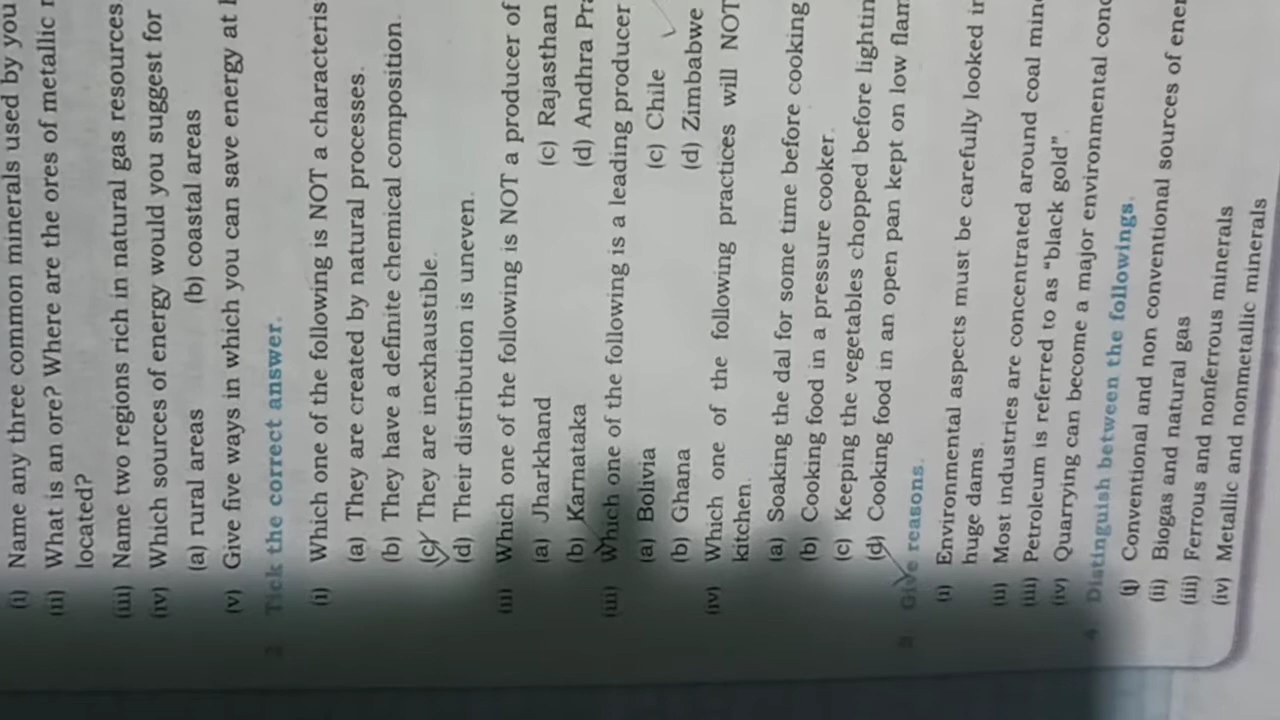 (i) Name any three common minerals used by you
(ii) What is an ore? Where are the ores of metallic
located?
(iii) Name two regions rich in natural gas resources
(iv) Which sources of energy would you suggest for
(a) rural areas (b) coastal areas
(v) Give five ways in which you can save energy at
2. Tick the correct answer.
(i) Which one of the following is NOT a characteris
(a) They are created by natural processes.
(b) They have a definite chemical composition.
(c) They are inexhaustible.
(d) Their distribution is uneven.
(ii) Which one of the following is NOT a producer of
(a) Jharkhand (c) Rajasthan
(b) Karnataka (d) Andhra Pra
(iii) Which one of the following is a leading producer
(a) Bolivia (c) Chile
(b) Ghana (d) Zimbabwe
(iv) Which one of the following practices will NOT
kitchen.
(a) Soaking the dal for some time before cooking
(b) Cooking food in a pressure cooker.
(c) Keeping the vegetables chopped before lightin
(d) Cooking food in an open pan kept on low flam
3 Give reasons.
(i) Environmental aspects must be carefully looked in
huge dams.
(ii) Most industries are concentrated around coal min
(iii) Petroleum is referred to as “black gold”.
(iv) Quarrying can become a major environmental conc
4 Distinguish between the followings.
(i) Conventional and non conventional sources of ener
(ii) Biogas and natural gas
(iii) Ferrous and nonferrous minerals
(iv) Metallic and nonmetallic minerals